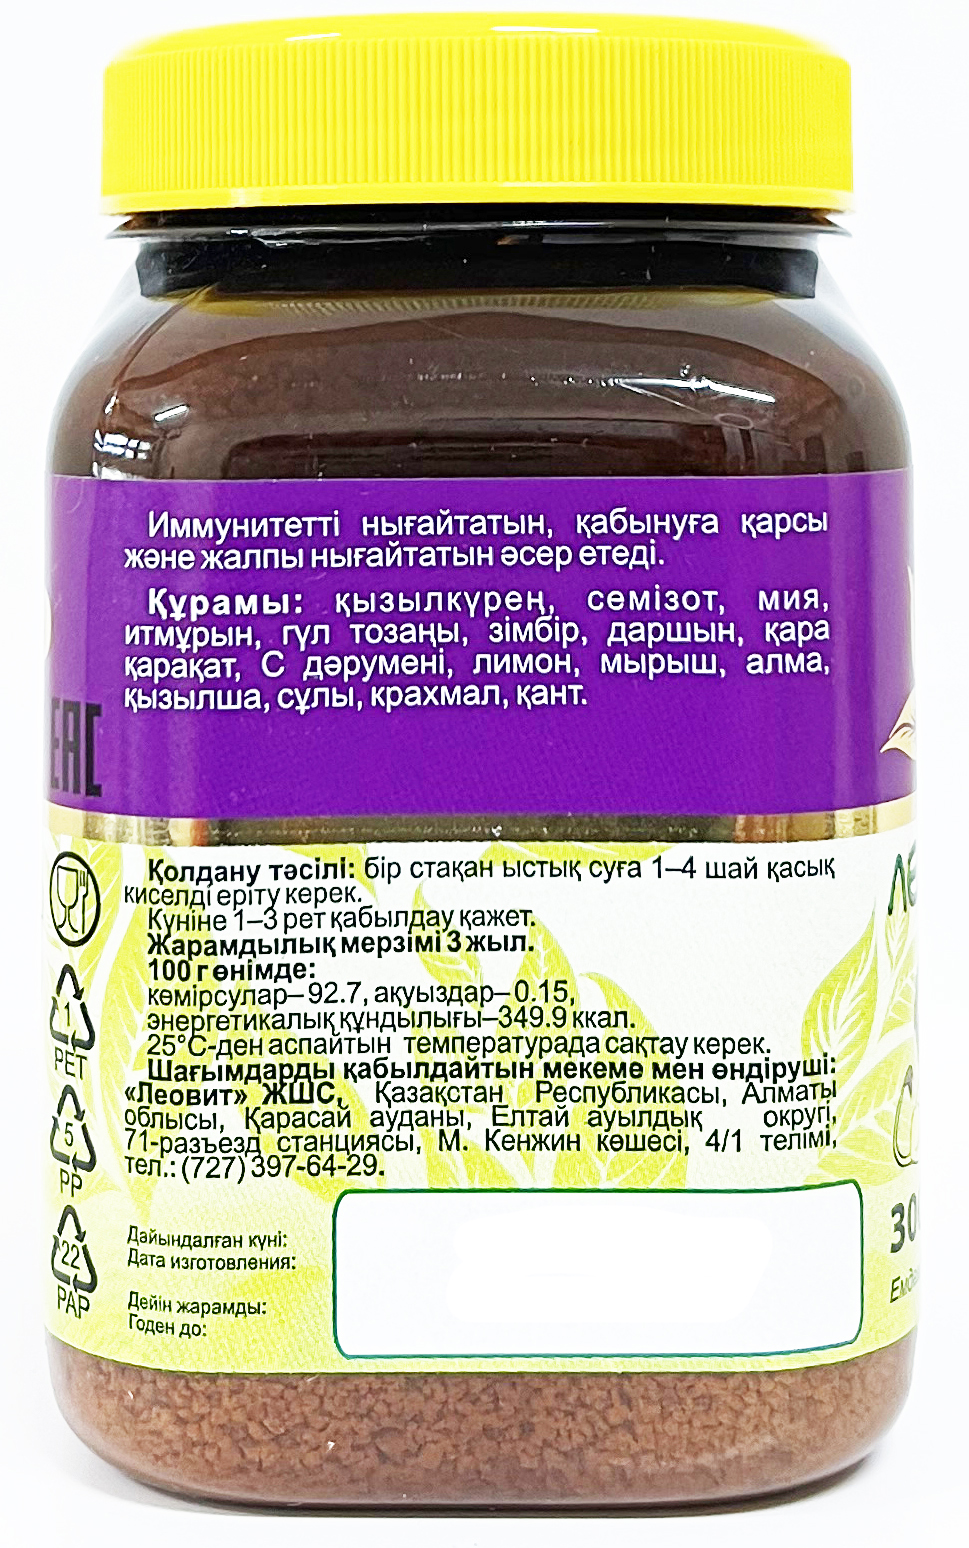 Иммунитетті нығайтатын, қабынуға қарсы
және жалпы нығайтатын әсер етеді.
Құрамы: қызылкүрең, семізот, мия,
итмұрын, гүл тозаңы, зімбір, даршын, қара
қарақат, С дәрумені, лимон, мырыш, алма,
қызылша, сұлы, крахмал, қант.
EAC
Қолдану тәсілі: бір стақан ыстық суға 1–4 шай қасық
киселді еріту керек.
Күніне 1–3 рет қабылдау қажет.
Жарамдылық мерзімі 3 жыл.
100 г өнімде:
көмірсулар–92.7, ақуыздар–0.15,
энергетикалық құндылығы–349.9 ккал.
25°С-ден аспайтын температурада сақтау керек.
Шағымдарды қабылдайтын мекеме мен өндіруші:
«Леовит» ЖШС, Қазақстан Республикасы, Алматы
облысы, Қарасай ауданы, Елтай ауылдық округі,
71-разъезд станциясы, М. Кенжин көшесі, 4/1 телімі,
тел.: (727) 397-64-29.
1
PET
5
PP
22
PAP
Дайындалған күні:
Дата изготовления:
Дейін жарамды:
Годен до:
ЛЕ
30